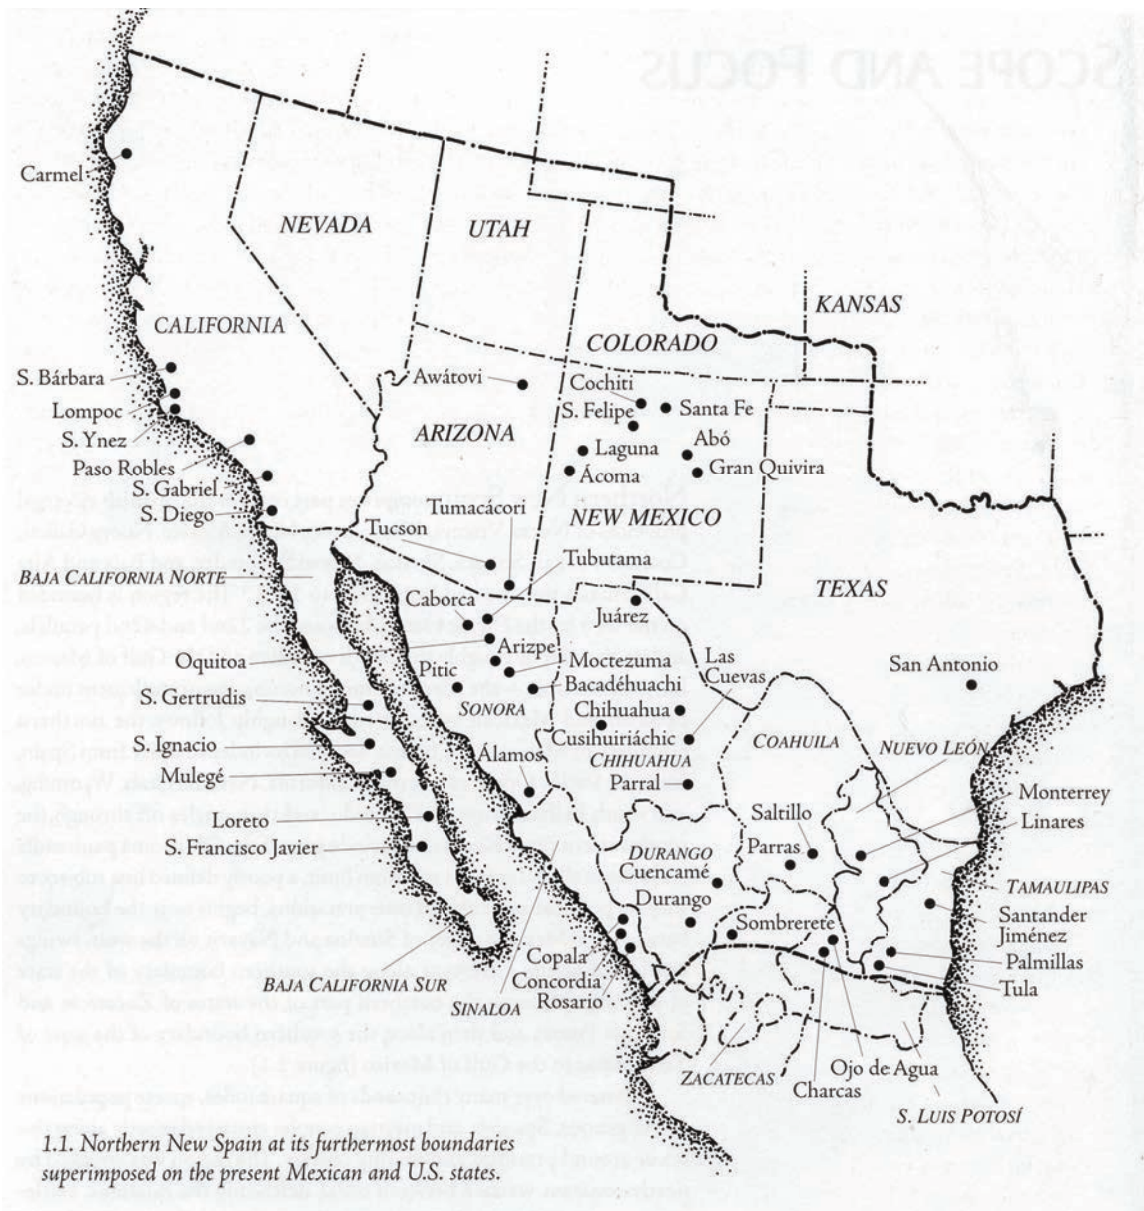 SCOPE AND FOCUS
Carmel
NEVADA
UTAH
KANSAS
CALIFORNIA
COLORADO
S. Bárbara
Awátovi
Cochiti
Lompoc
S. Felipe
Santa Fe
S. Ynez
ARIZONA
Abó
Laguna
Paso Robles
Gran Quivira
Ácoma
S. Gabriel
S. Diego
Tumacácori
NEW MEXICO
Tucson
Tubutama
BAJA CALIFORNIA NORTE
TEXAS
Caborca
Juárez
Arizpe
Oquitoa
Moctezuma
Las
Cuevas
San Antonio
Pitic
Bacadéhuachi
S. Gertrudis
SONORA
Chihuahua
S. Ignacio
Cusihuiriáchic
COAHUILA
NUEVO LEÓN
Álamos
CHIHUAHUA
Mulegé
Parral
Monterrey
Loreto
Saltillo
Linares
S. Francisco Javier
Parras
DURANGO
Cuencamé
TAMAULIPAS
Durango
Santander
Jiménez
Sombrerete
Copala
Palmillas
BAJA CALIFORNIA SUR
Concordia
Tula
SINALOA
Rosario
ZACATECAS
Ojo de Agua
Charcas
S. LUIS POTOSÍ
1.1. Northern New Spain at its furthermost boundaries
superimposed on the present Mexican and U.S. states.